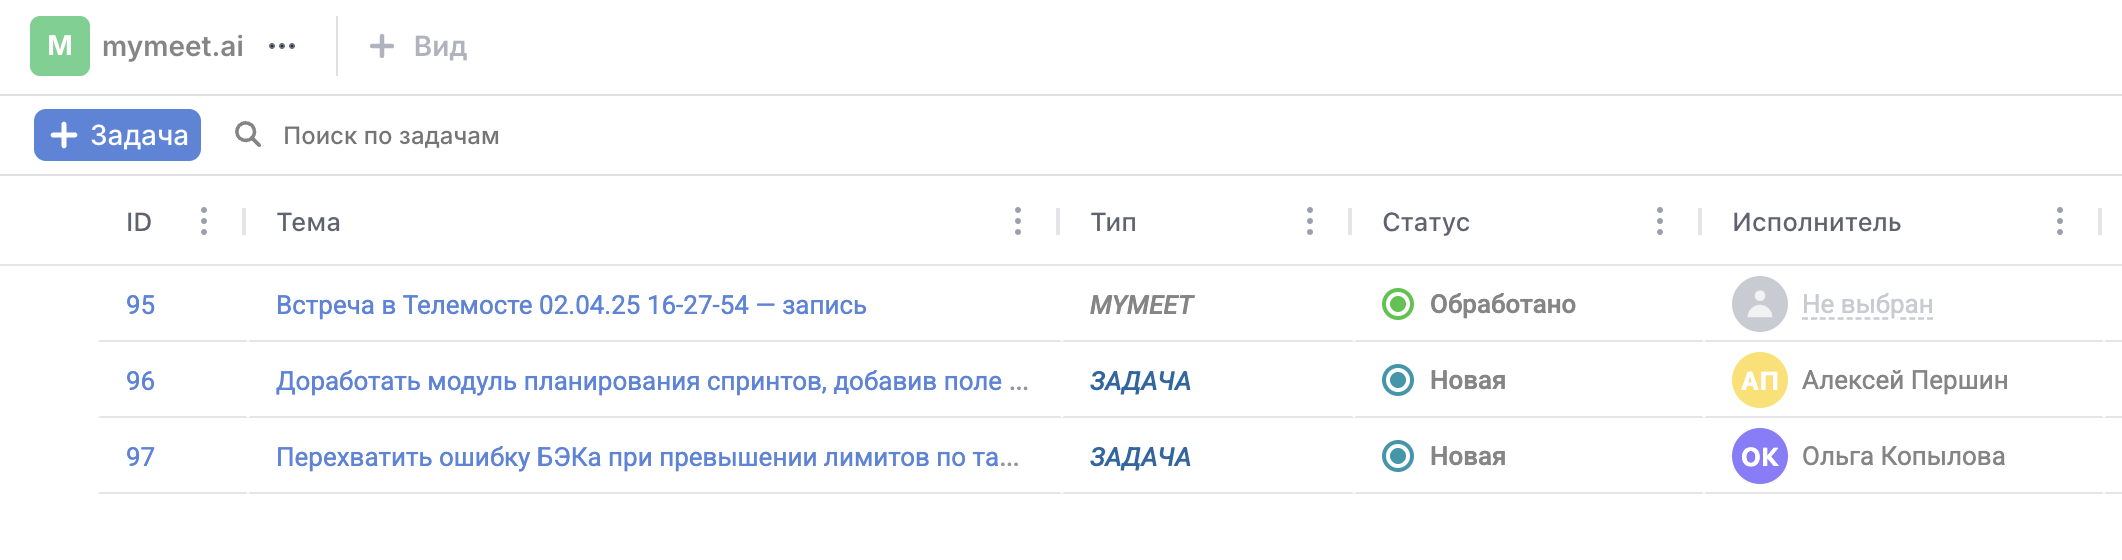 M mymeet.ai ••• + Вид
+ Задача Поиск по задачам
ID Тема Тип Статус Исполнитель
95 Встреча в Телемосте 02.04.25 16-27-54 — запись MYMEET Обработано Не выбран
96 Доработать модуль планирования спринтов, добавив поле ... ЗАДАЧА Новая АП Алексей Першин
97 Перехватить ошибку БЭКа при превышении лимитов по та... ЗАДАЧА Новая ОК Ольга Копылова